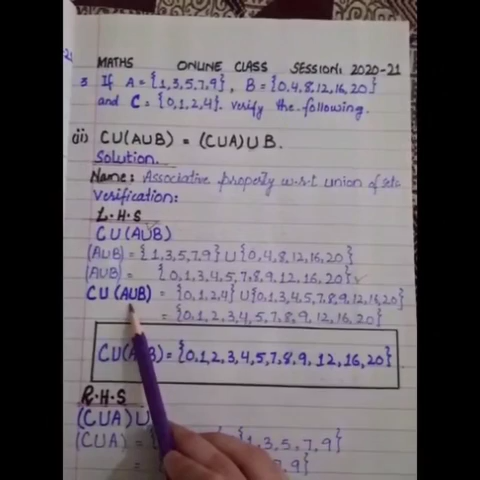 MATHS ONLINE CLASS SESSION: 2020-21
3 If A = {1,3,5,7,9}, B = {0,4,8,12,16,20}
and C = {0,1,2,4}. verify the following.
(ii) CU(AUB) = (CUA)UB.
Solution.
Name: Associative property w.r.t union of sets
Verification:
L.H.S
CU(AUB)
(AUB) = {1,3,5,7,9} U {0,4,8,12,16,20}
(AUB) = {0,1,3,4,5,7,8,9,12,16,20}
CU(AUB) = {0,1,2,4} U {0,1,3,4,5,7,8,9,12,16,20}
= {0,1,2,3,4,5,7,8,9,12,16,20}
CU(AUB) = {0,1,2,3,4,5,7,8,9,12,16,20}
R.H.S
(CUA)U
(CUA) = { {1,3,5,7,9}
= 7,9}